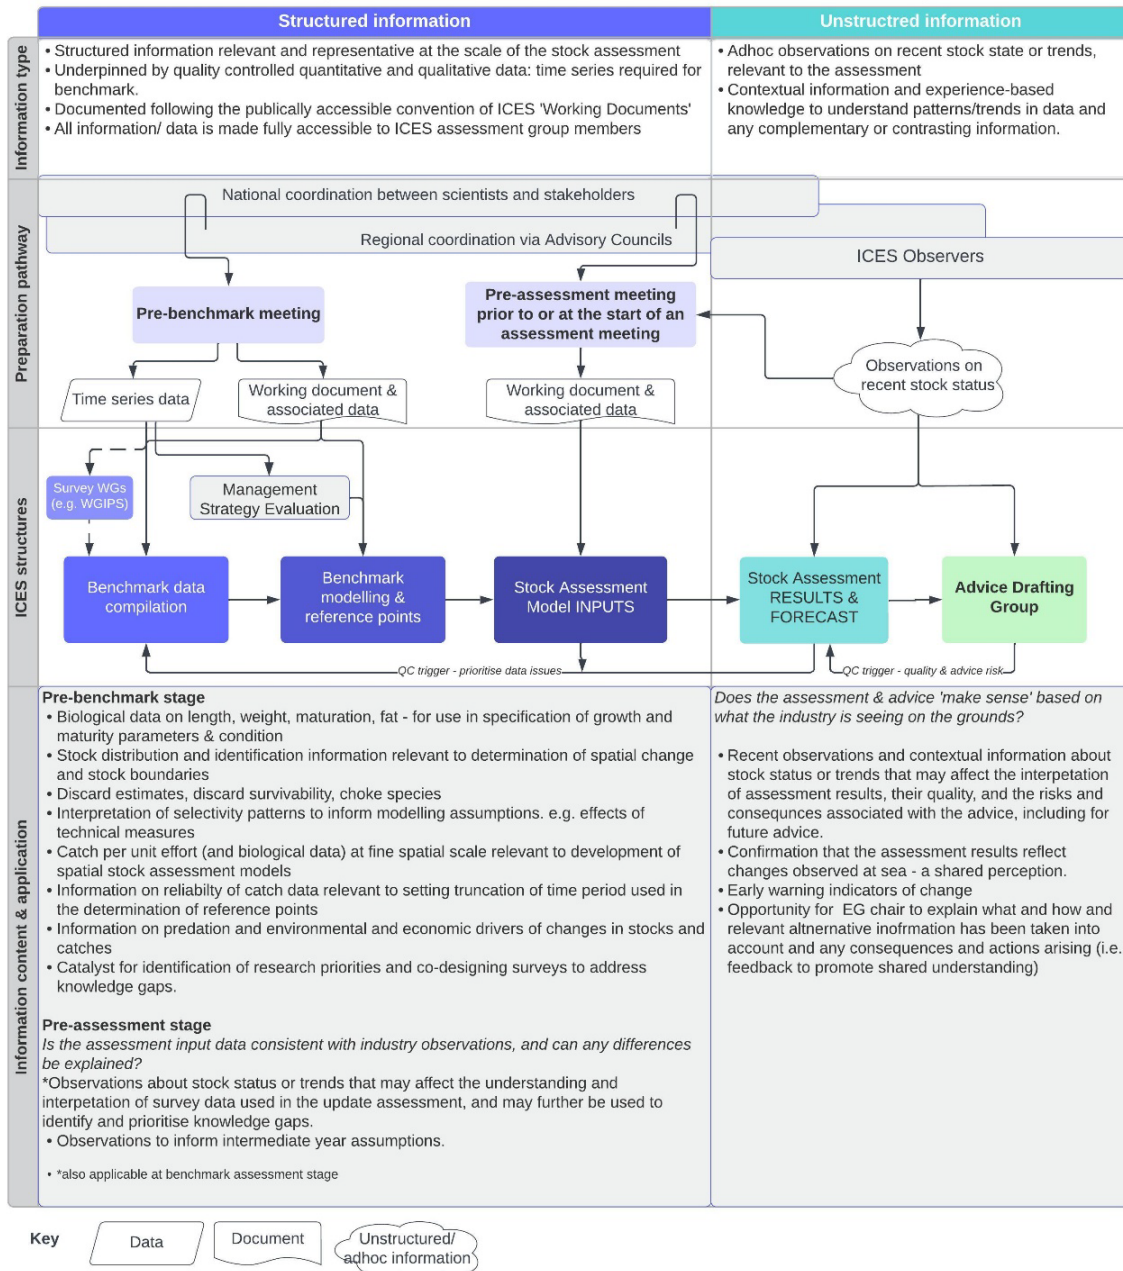 Structured information
Unstructred information
Information type
• Structured information relevant and representative at the scale of the stock assessment
• Underpinned by quality controlled quantitative and qualitative data: time series required for
benchmark.
• Documented following the publically accessible convention of ICES 'Working Documents'
• All information/ data is made fully accessible to ICES assessment group members
• Adhoc observations on recent stock state or trends,
relevant to the assessment
• Contextual information and experience-based
knowledge to understand patterns/trends in data and
any complementary or contrasting information.
Preparation pathway
National coordination between scientists and stakeholders
Regional coordination via Advisory Councils
ICES Observers
Pre-benchmark meeting
Pre-assessment meeting
prior to or at the start of an
assessment meeting
Observations on
recent stock status
Time series data
Working document &
associated data
Working document &
associated data
ICES structures
Survey WGs
(e.g. WGIPS)
Management
Strategy Evaluation
Benchmark data
compilation
Benchmark
modelling &
reference points
Stock Assessment
Model INPUTS
Stock Assessment
RESULTS &
FORECAST
Advice Drafting
Group
QC trigger - prioritise data issues
QC trigger - quality & advice risk
Information content & application
Pre-benchmark stage
• Biological data on length, weight, maturation, fat - for use in specification of growth and
maturity parameters & condition
• Stock distribution and identification information relevant to determination of spatial change
and stock boundaries
• Discard estimates, discard survivability, choke species
• Interpretation of selectivity patterns to inform modelling assumptions. e.g. effects of
technical measures
• Catch per unit effort (and biological data) at fine spatial scale relevant to development of
spatial stock assessment models
• Information on reliabilty of catch data relevant to setting truncation of time period used in
the determination of reference points
• Information on predation and environmental and economic drivers of changes in stocks and
catches
• Catalyst for identification of research priorities and co-designing surveys to address
knowledge gaps.
Pre-assessment stage
Is the assessment input data consistent with industry observations, and can any differences
be explained?
*Observations about stock status or trends that may affect the understanding and
interpetation of survey data used in the update assessment, and may further be used to
identify and prioritise knowledge gaps.
• Observations to inform intermediate year assumptions.
• *also applicable at benchmark assessment stage
Does the assessment & advice 'make sense' based on
what the industry is seeing on the grounds?
• Recent observations and contextual information about
stock status or trends that may affect the interpetation
of assessment results, their quality, and the risks and
consequnces associated with the advice, including for
future advice.
• Confirmation that the assessment results reflect
changes observed at sea - a shared perception.
• Early warning indicators of change
• Opportunity for EG chair to explain what and how and
relevant altnernative inofrmation has been taken into
account and any consequences and actions arising (i.e.
feedback to promote shared understanding)
Key
Data
Document
Unstructured/
adhoc information